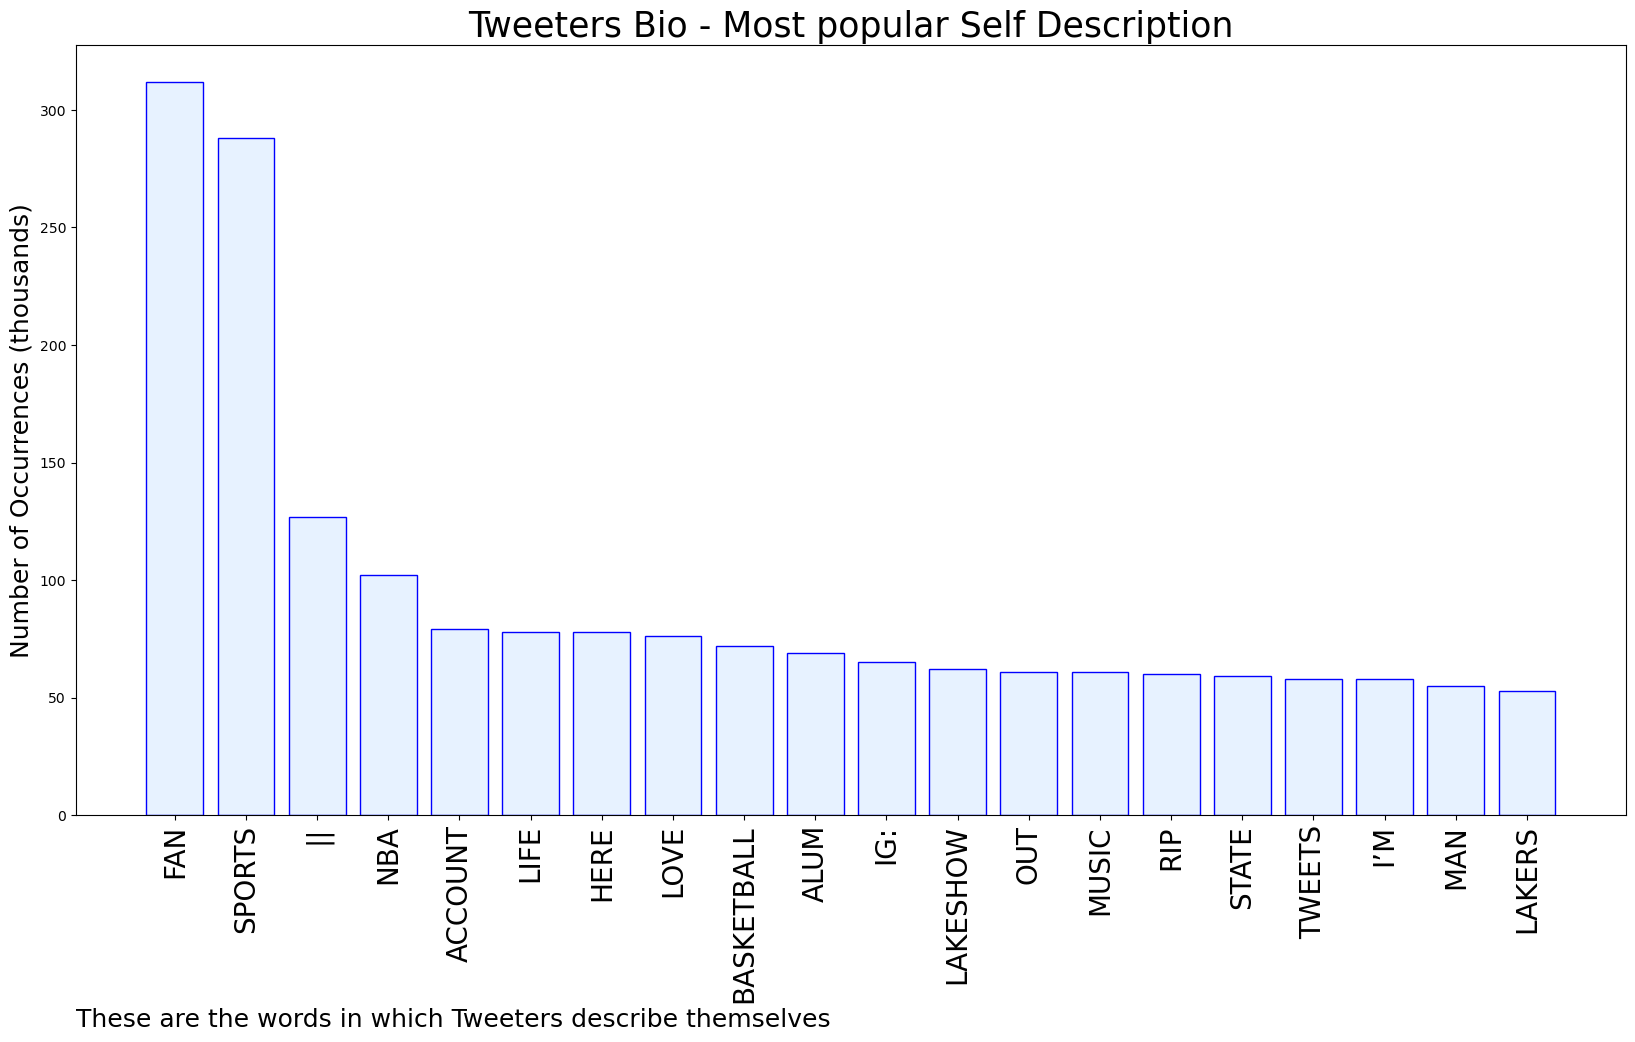 Tweeters Bio - Most popular Self Description
Number of Occurrences (thousands)
300
250
200
150
100
50
0
FAN
SPORTS
||
NBA
ACCOUNT
LIFE
HERE
LOVE
BASKETBALL
ALUM
IG:
LAKESHOW
OUT
MUSIC
RIP
STATE
TWEETS
I’M
MAN
LAKERS
These are the words in which Tweeters describe themselves